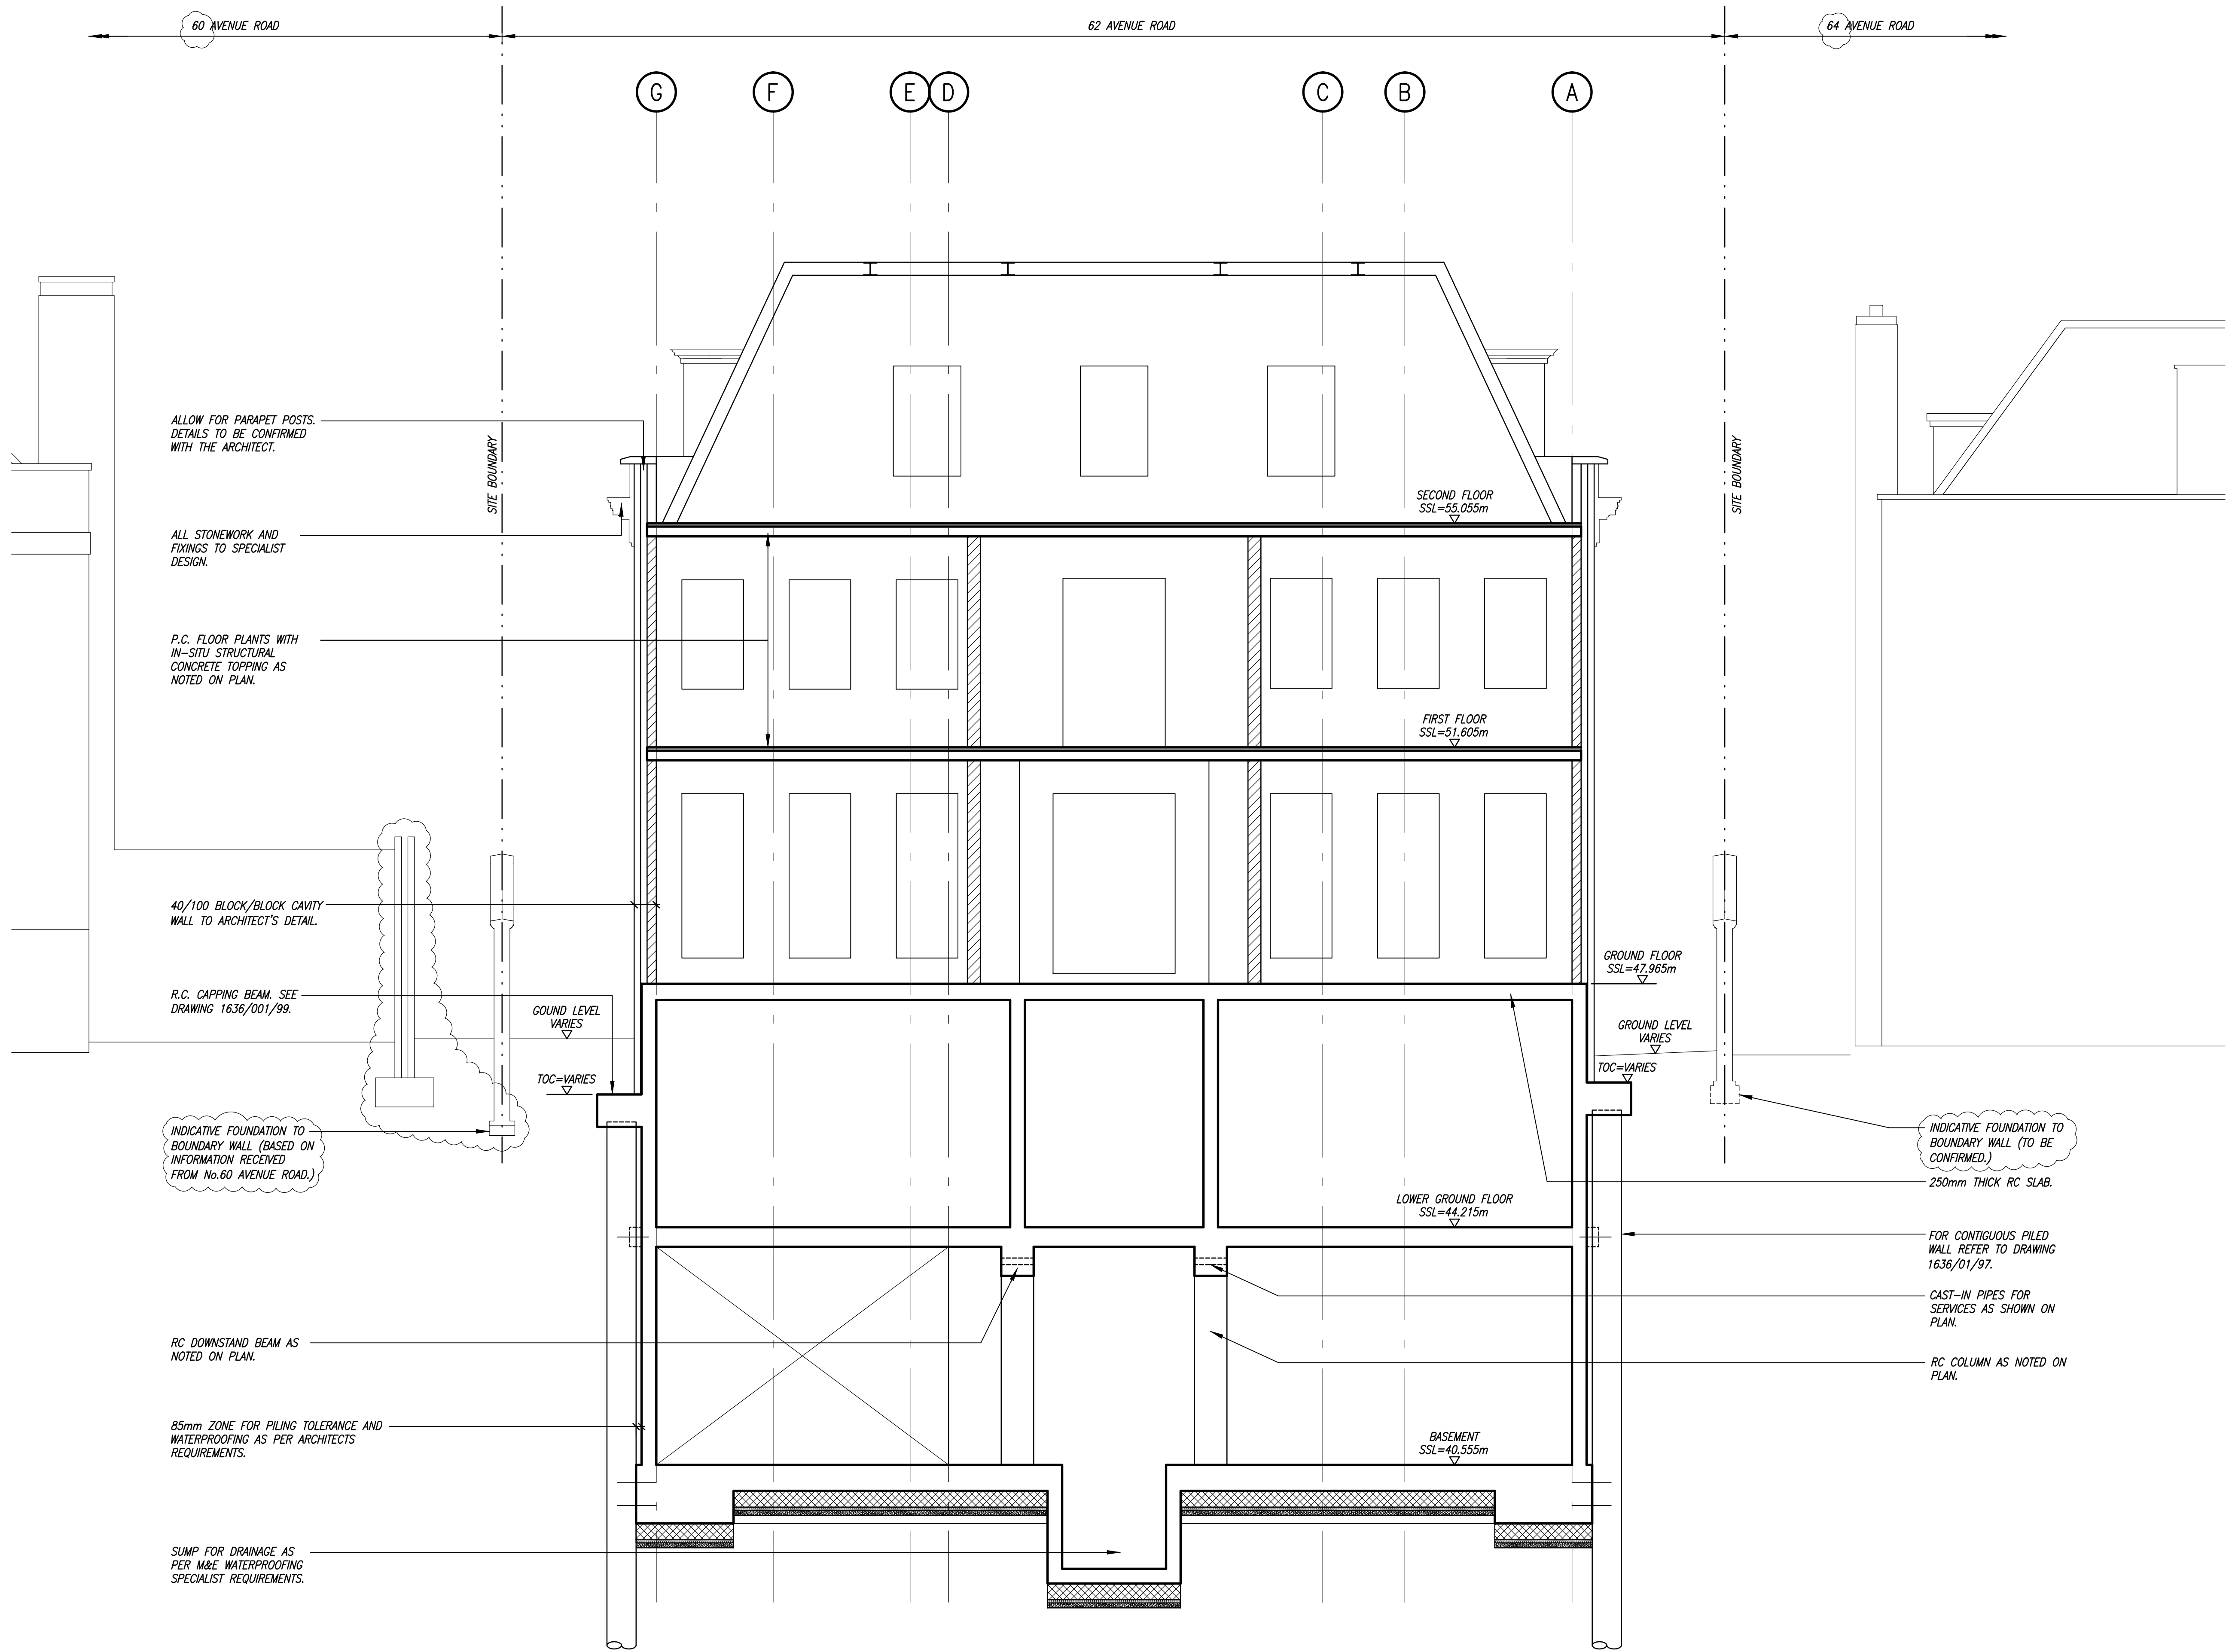 60 AVENUE ROAD
62 AVENUE ROAD
64 AVENUE ROAD
G
F
E
D
C
B
A
ALLOW FOR PARAPET POSTS.
DETAILS TO BE CONFIRMED
WITH THE ARCHITECT.
SITE BOUNDARY
SITE BOUNDARY
SECOND FLOOR
SSL=55.055m
ALL STONEWORK AND
FIXINGS TO SPECIALIST
DESIGN.
P.C. FLOOR PLANTS WITH
IN-SITU STRUCTURAL
CONCRETE TOPPING AS
NOTED ON PLAN.
FIRST FLOOR
SSL=51.605m
40/100 BLOCK/BLOCK CAVITY
WALL TO ARCHITECT'S DETAIL.
GROUND FLOOR
SSL=47.965m
R.C. CAPPING BEAM. SEE
DRAWING 1636/001/99.
GOUND LEVEL
VARIES
GROUND LEVEL
VARIES
TOC=VARIES
TOC=VARIES
INDICATIVE FOUNDATION TO
BOUNDARY WALL (BASED ON
INFORMATION RECEIVED
FROM No.60 AVENUE ROAD.)
INDICATIVE FOUNDATION TO
BOUNDARY WALL (TO BE
CONFIRMED.)
250mm THICK RC SLAB.
LOWER GROUND FLOOR
SSL=44.215m
FOR CONTIGUOUS PILED
WALL REFER TO DRAWING
1636/01/97.
CAST-IN PIPES FOR
SERVICES AS SHOWN ON
PLAN.
RC DOWNSTAND BEAM AS
NOTED ON PLAN.
RC COLUMN AS NOTED ON
PLAN.
85mm ZONE FOR PILING TOLERANCE AND
WATERPROOFING AS PER ARCHITECTS
REQUIREMENTS.
BASEMENT
SSL=40.555m
SUMP FOR DRAINAGE AS
PER M&E WATERPROOFING
SPECIALIST REQUIREMENTS.